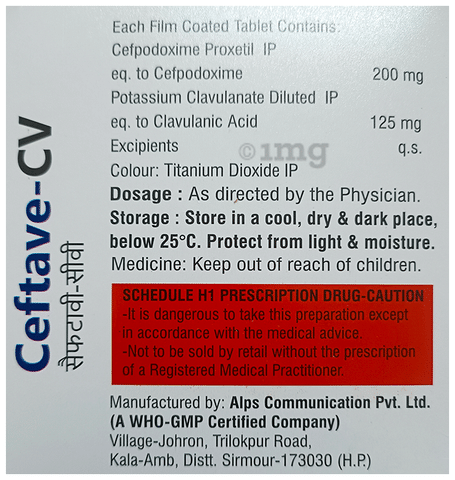 Each Film Coated Tablet Contains:
Cefpodoxime Proxetil IP
eq. to Cefpodoxime 200 mg
Potassium Clavulanate Diluted IP
eq. to Clavulanic Acid 125 mg
Excipients q.s.
©1mg
Colour: Titanium Dioxide IP
Dosage : As directed by the Physician.
Storage : Store in a cool, dry & dark place,
below 25°C. Protect from light & moisture.
Medicine: Keep out of reach of children.
SCHEDULE H1 PRESCRIPTION DRUG-CAUTION
-It is dangerous to take this preparation except
in accordance with the medical advice.
-Not to be sold by retail without the prescription
of a Registered Medical Practitioner.
Manufactured by: Alps Communication Pvt. Ltd.
(A WHO-GMP Certified Company)
Village-Johron, Trilokpur Road,
Kala-Amb, Distt. Sirmour-173030 (H.P.)
Ceftave-CV
सेफटावी-सीवी